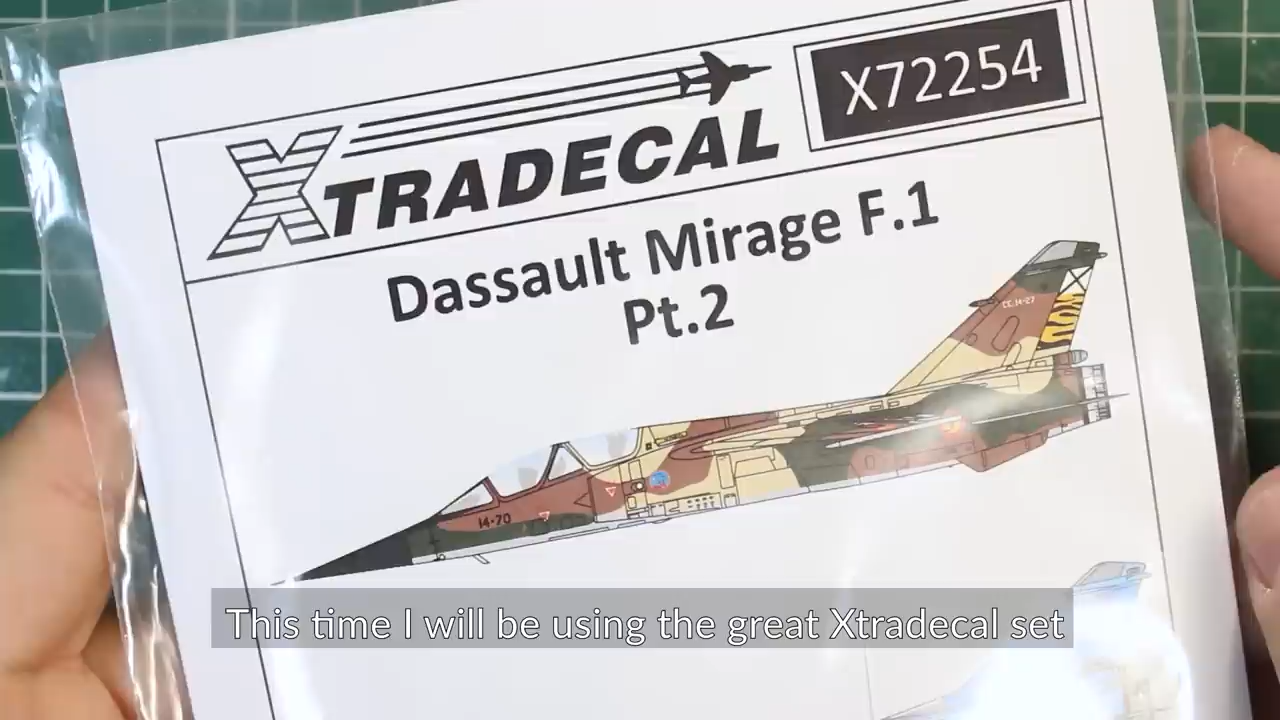 XTRADECAL
X72254
Dassault Mirage F.1
Pt.2
CE.14-27
14-70
This time I will be using the great Xtradecal set